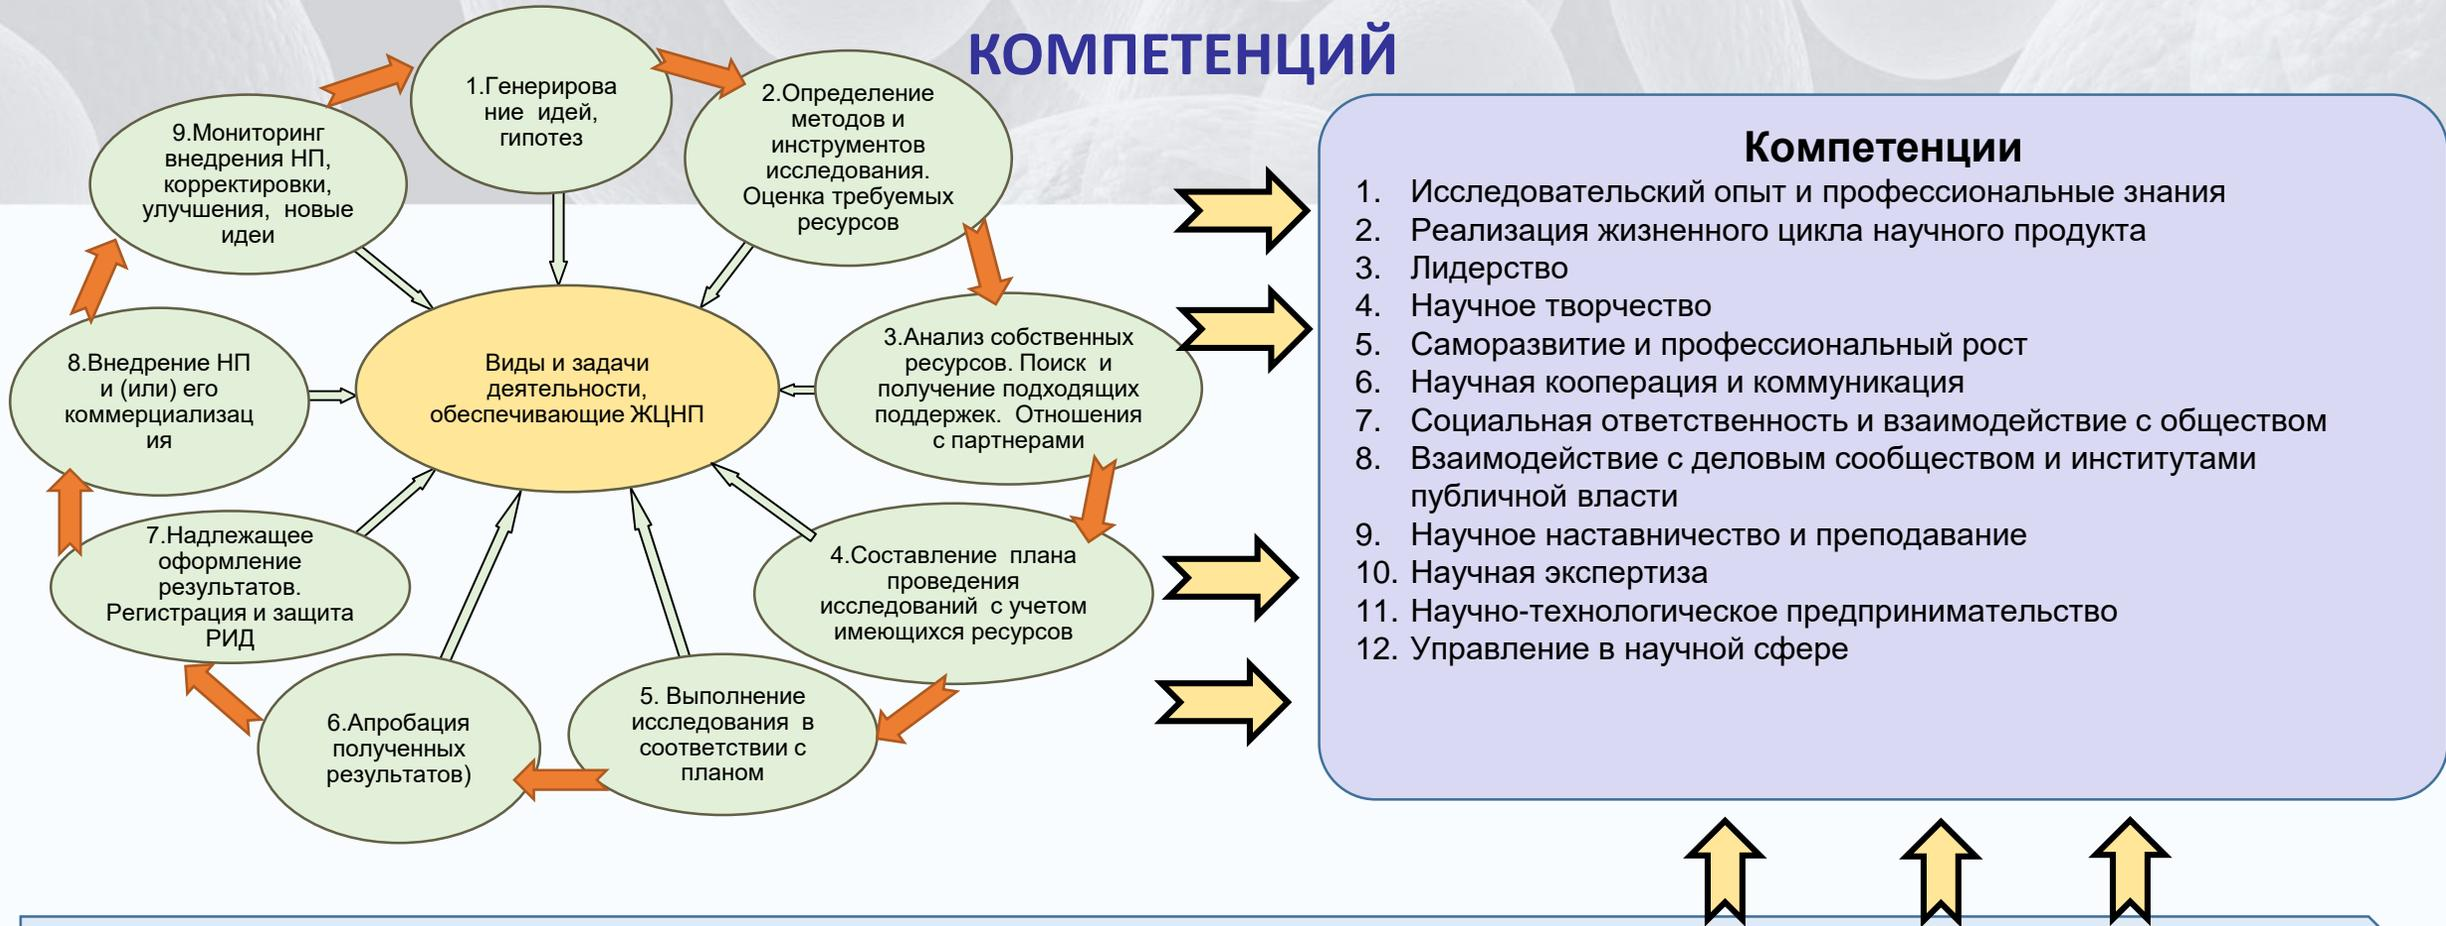 КОМПЕТЕНЦИЙ
1.Генерирова
ние идей,
гипотез
2.Определение
методов и
инструментов
исследования.
Оценка требуемых
ресурсов
3.Анализ собственных
ресурсов. Поиск и
получение подходящих
поддержек. Отношения
с партнерами
4.Составление плана
проведения
исследований с учетом
имеющихся ресурсов
5. Выполнение
исследования в
соответствии с
планом
6.Апробация
полученных
результатов)
7.Надлежащее
оформление
результатов.
Регистрация и защита
РИД
8.Внедрение НП
и (или) его
коммерциализац
ия
9.Мониторинг
внедрения НП,
корректировки,
улучшения, новые
идеи
Виды и задачи
деятельности,
обеспечивающие ЖЦНП
Компетенции
1. Исследовательский опыт и профессиональные знания
2. Реализация жизненного цикла научного продукта
3. Лидерство
4. Научное творчество
5. Саморазвитие и профессиональный рост
6. Научная кооперация и коммуникация
7. Социальная ответственность и взаимодействие с обществом
8. Взаимодействие с деловым сообществом и институтами
публичной власти
9. Научное наставничество и преподавание
10. Научная экспертиза
11. Научно-технологическое предпринимательство
12. Управление в научной сфере